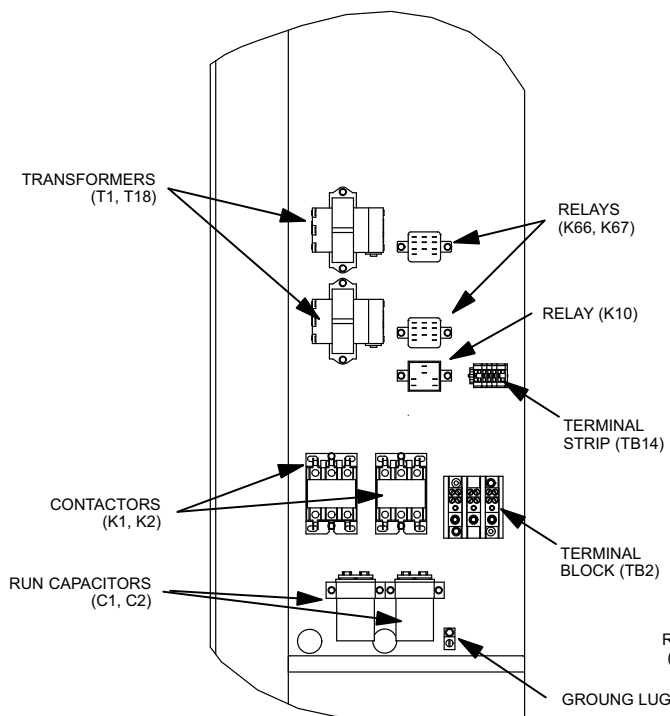 TRANSFORMERS
(T1, T18)
RELAYS
(K66, K67)
RELAY (K10)
TERMINAL
STRIP (TB14)
CONTACTORS
(K1, K2)
TERMINAL
BLOCK (TB2)
RUN CAPACITORS
(C1, C2)
R
(
GROUNG LUG